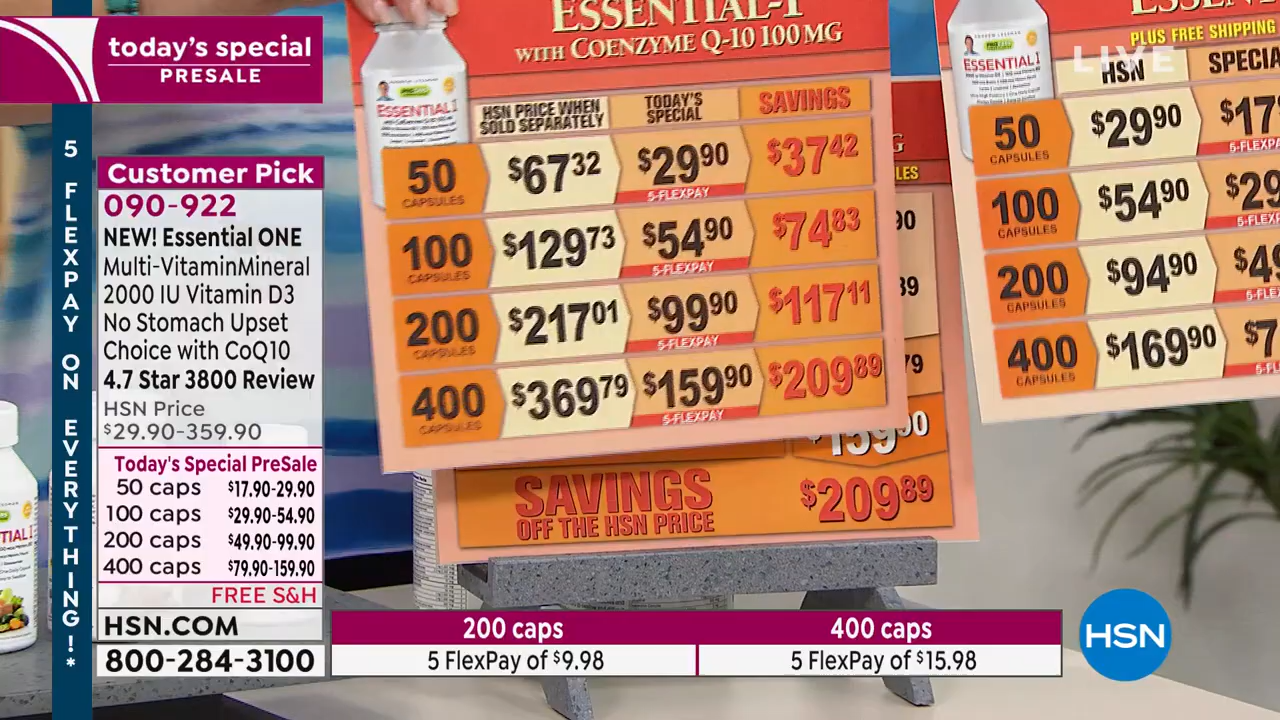 today's special
PRESALE
5 FLEXPAY ON EVERYTHING!*
Customer Pick
090-922
NEW! Essential ONE
Multi-VitaminMineral
2000 IU Vitamin D3
No Stomach Upset
Choice with CoQ10
4.7 Star 3800 Review
HSN Price
$29.90-359.90
Today's Special PreSale
50 caps $17.90-29.90
100 caps $29.90-54.90
200 caps $49.90-99.90
400 caps $79.90-159.90
FREE S&H
HSN.COM
800-284-3100
ESSENTIAL-1
WITH COENZYME Q-10 100 MG
ESSENTIAL 1
HSN PRICE WHEN SOLD SEPARATELY
TODAY'S SPECIAL
SAVINGS
50 CAPSULES $67.32 $29.90 5-FLEXPAY $37.42
100 CAPSULES $129.73 $54.90 5-FLEXPAY $74.83
200 CAPSULES $217.01 $99.90 5-FLEXPAY $117.11
400 CAPSULES $369.79 $159.90 5-FLEXPAY $209.89
$159.90
SAVINGS
OFF THE HSN PRICE
$209.89
PLUS FREE SHIPPING
LIVE
ESSENTIAL 1
HSN
50 CAPSULES $29.90
100 CAPSULES $54.90
200 CAPSULES $94.90
400 CAPSULES $169.90
200 caps
400 caps
5 FlexPay of $9.98
5 FlexPay of $15.98
HSN